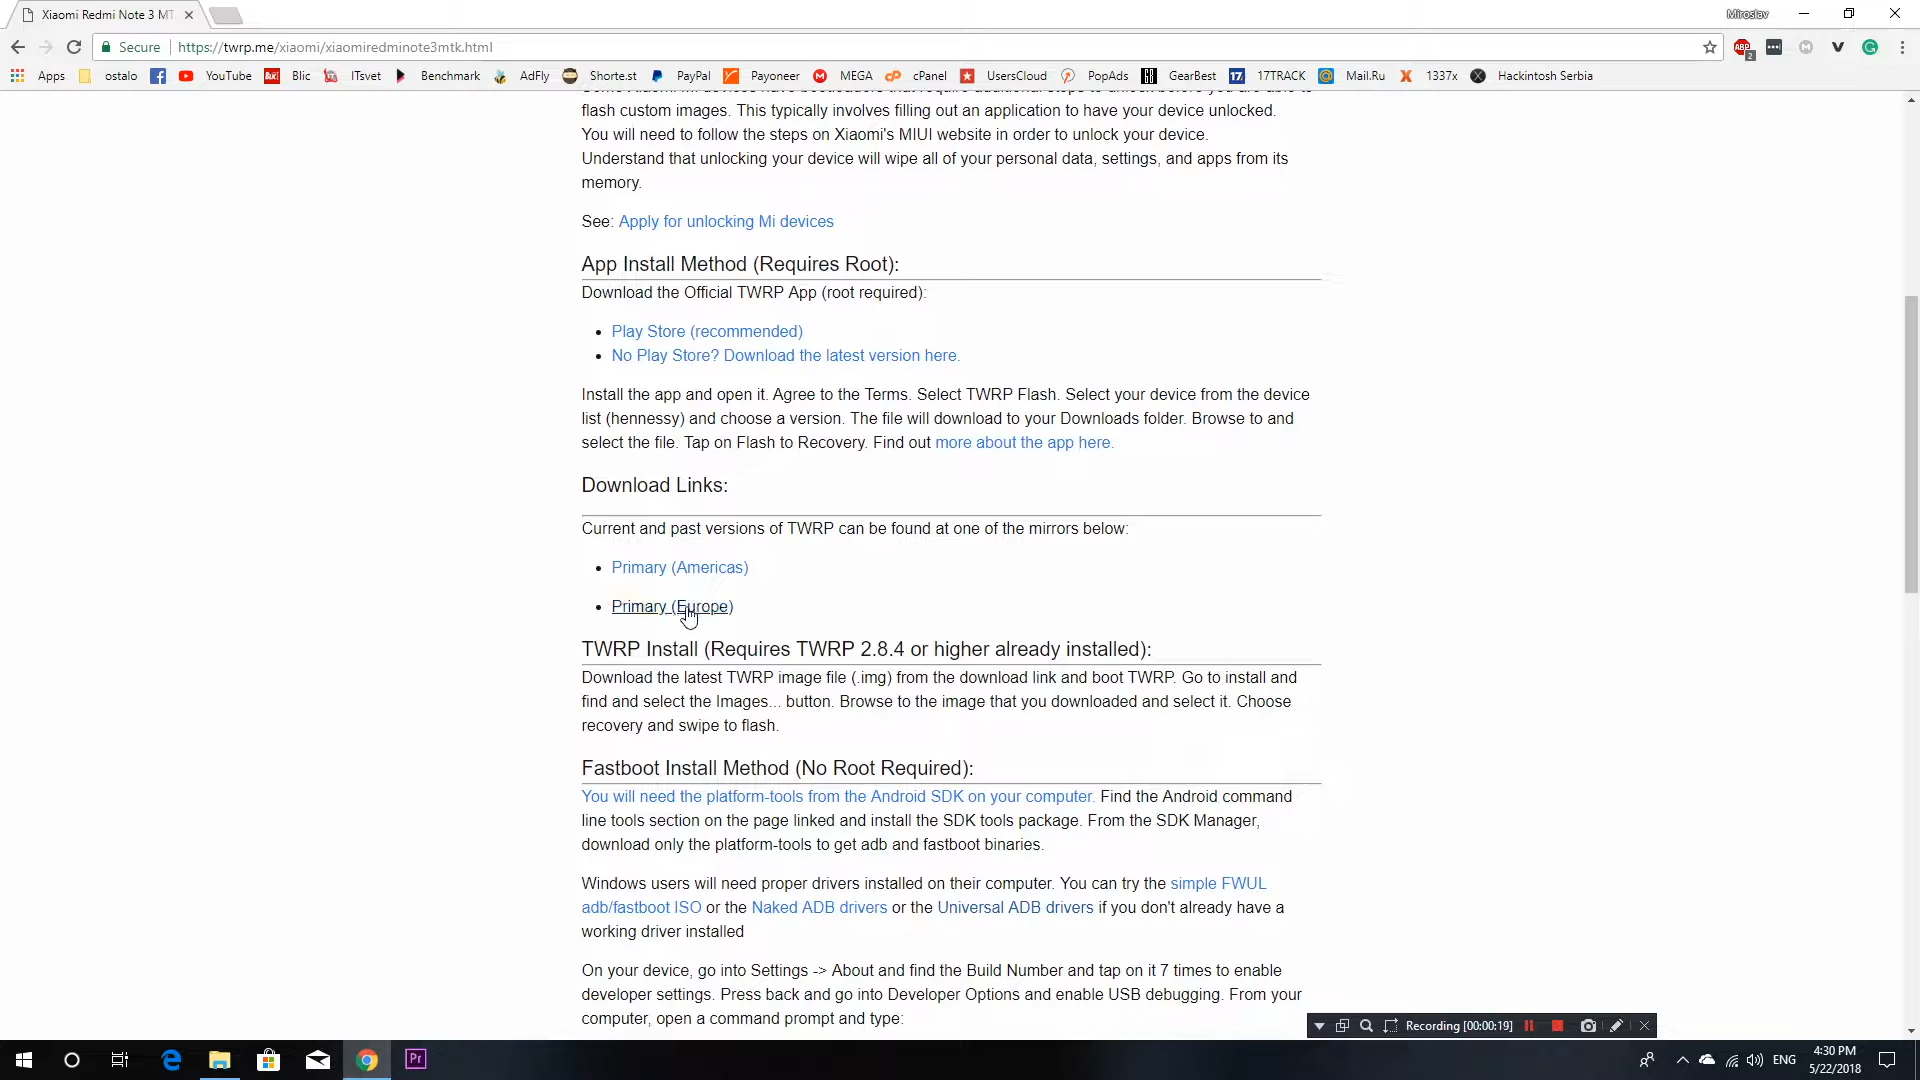 Xiaomi Redmi Note 3 MT
Miroslav
Secure https://twrp.me/xiaomi/xiaomiredminote3mtk.html
ABP
2
Apps ostalo YouTube Blic ITsvet Benchmark AdFly Shorte.st PayPal Payoneer MEGA cPanel UsersCloud PopAds GearBest 17TRACK Mail.Ru 1337x Hackintosh Serbia
flash custom images. This typically involves filling out an application to have your device unlocked.
You will need to follow the steps on Xiaomi's MIUI website in order to unlock your device.
Understand that unlocking your device will wipe all of your personal data, settings, and apps from its
memory.
See: Apply for unlocking Mi devices
App Install Method (Requires Root):
Download the Official TWRP App (root required):
Play Store (recommended)
No Play Store? Download the latest version here.
Install the app and open it. Agree to the Terms. Select TWRP Flash. Select your device from the device
list (hennessy) and choose a version. The file will download to your Downloads folder. Browse to and
select the file. Tap on Flash to Recovery. Find out more about the app here.
Download Links:
Current and past versions of TWRP can be found at one of the mirrors below:
Primary (Americas)
Primary (Europe)
TWRP Install (Requires TWRP 2.8.4 or higher already installed):
Download the latest TWRP image file (.img) from the download link and boot TWRP. Go to install and
find and select the Images... button. Browse to the image that you downloaded and select it. Choose
recovery and swipe to flash.
Fastboot Install Method (No Root Required):
You will need the platform-tools from the Android SDK on your computer. Find the Android command
line tools section on the page linked and install the SDK tools package. From the SDK Manager,
download only the platform-tools to get adb and fastboot binaries.
Windows users will need proper drivers installed on their computer. You can try the simple FWUL
adb/fastboot ISO or the Naked ADB drivers or the Universal ADB drivers if you don't already have a
working driver installed
On your device, go into Settings -> About and find the Build Number and tap on it 7 times to enable
developer settings. Press back and go into Developer Options and enable USB debugging. From your
computer, open a command prompt and type:
Recording [00:00:19]
Pr
ENG
4:30 PM
5/22/2018